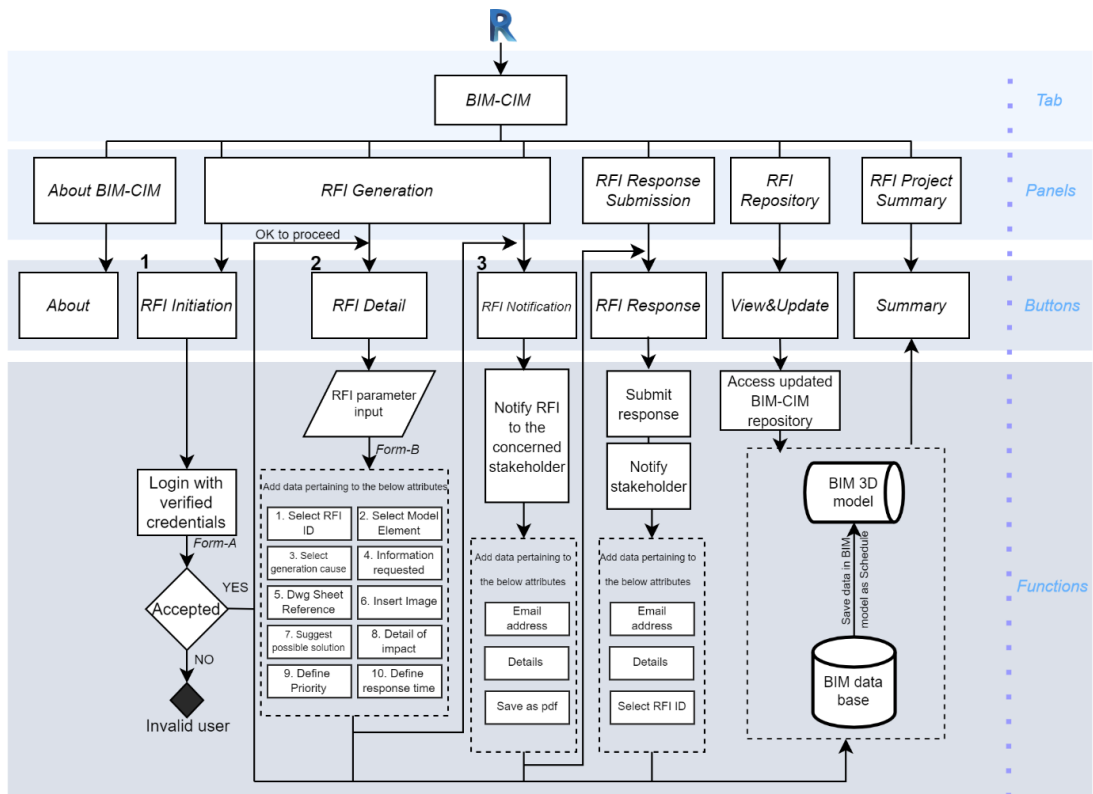 R
BIM-CIM
Tab
About BIM-CIM
RFI Generation
RFI Response
Submission
RFI
Repository
RFI Project
Summary
Panels
OK to proceed
1
2
3
About
RFI Initiation
RFI Detail
RFI Notification
RFI Response
View&Update
Summary
Buttons
RFI parameter
input
Form-B
Notify RFI
to the
concerned
stakeholder
Submit
response
Notify
stakeholder
Access updated
BIM-CIM
repository
Login with
verified
credentials
Form-A
Accepted
YES
NO
Invalid user
Add data pertaining to the below attributes
1. Select RFI
ID
2. Select Model
Element
3. Select
generation cause
4. Information
requested
5. Dwg Sheet
Reference
6. Insert Image
7. Suggest
possible solution
8. Detail of
impact
9. Define
Priority
10. Define
response time
Add data pertaining to
the below attributes
Email
address
Details
Save as pdf
Add data pertaining to
the below attributes
Email
address
Details
Select RFI ID
BIM 3D
model
Save data in BIM
model as Schedule
BIM data
base
Functions